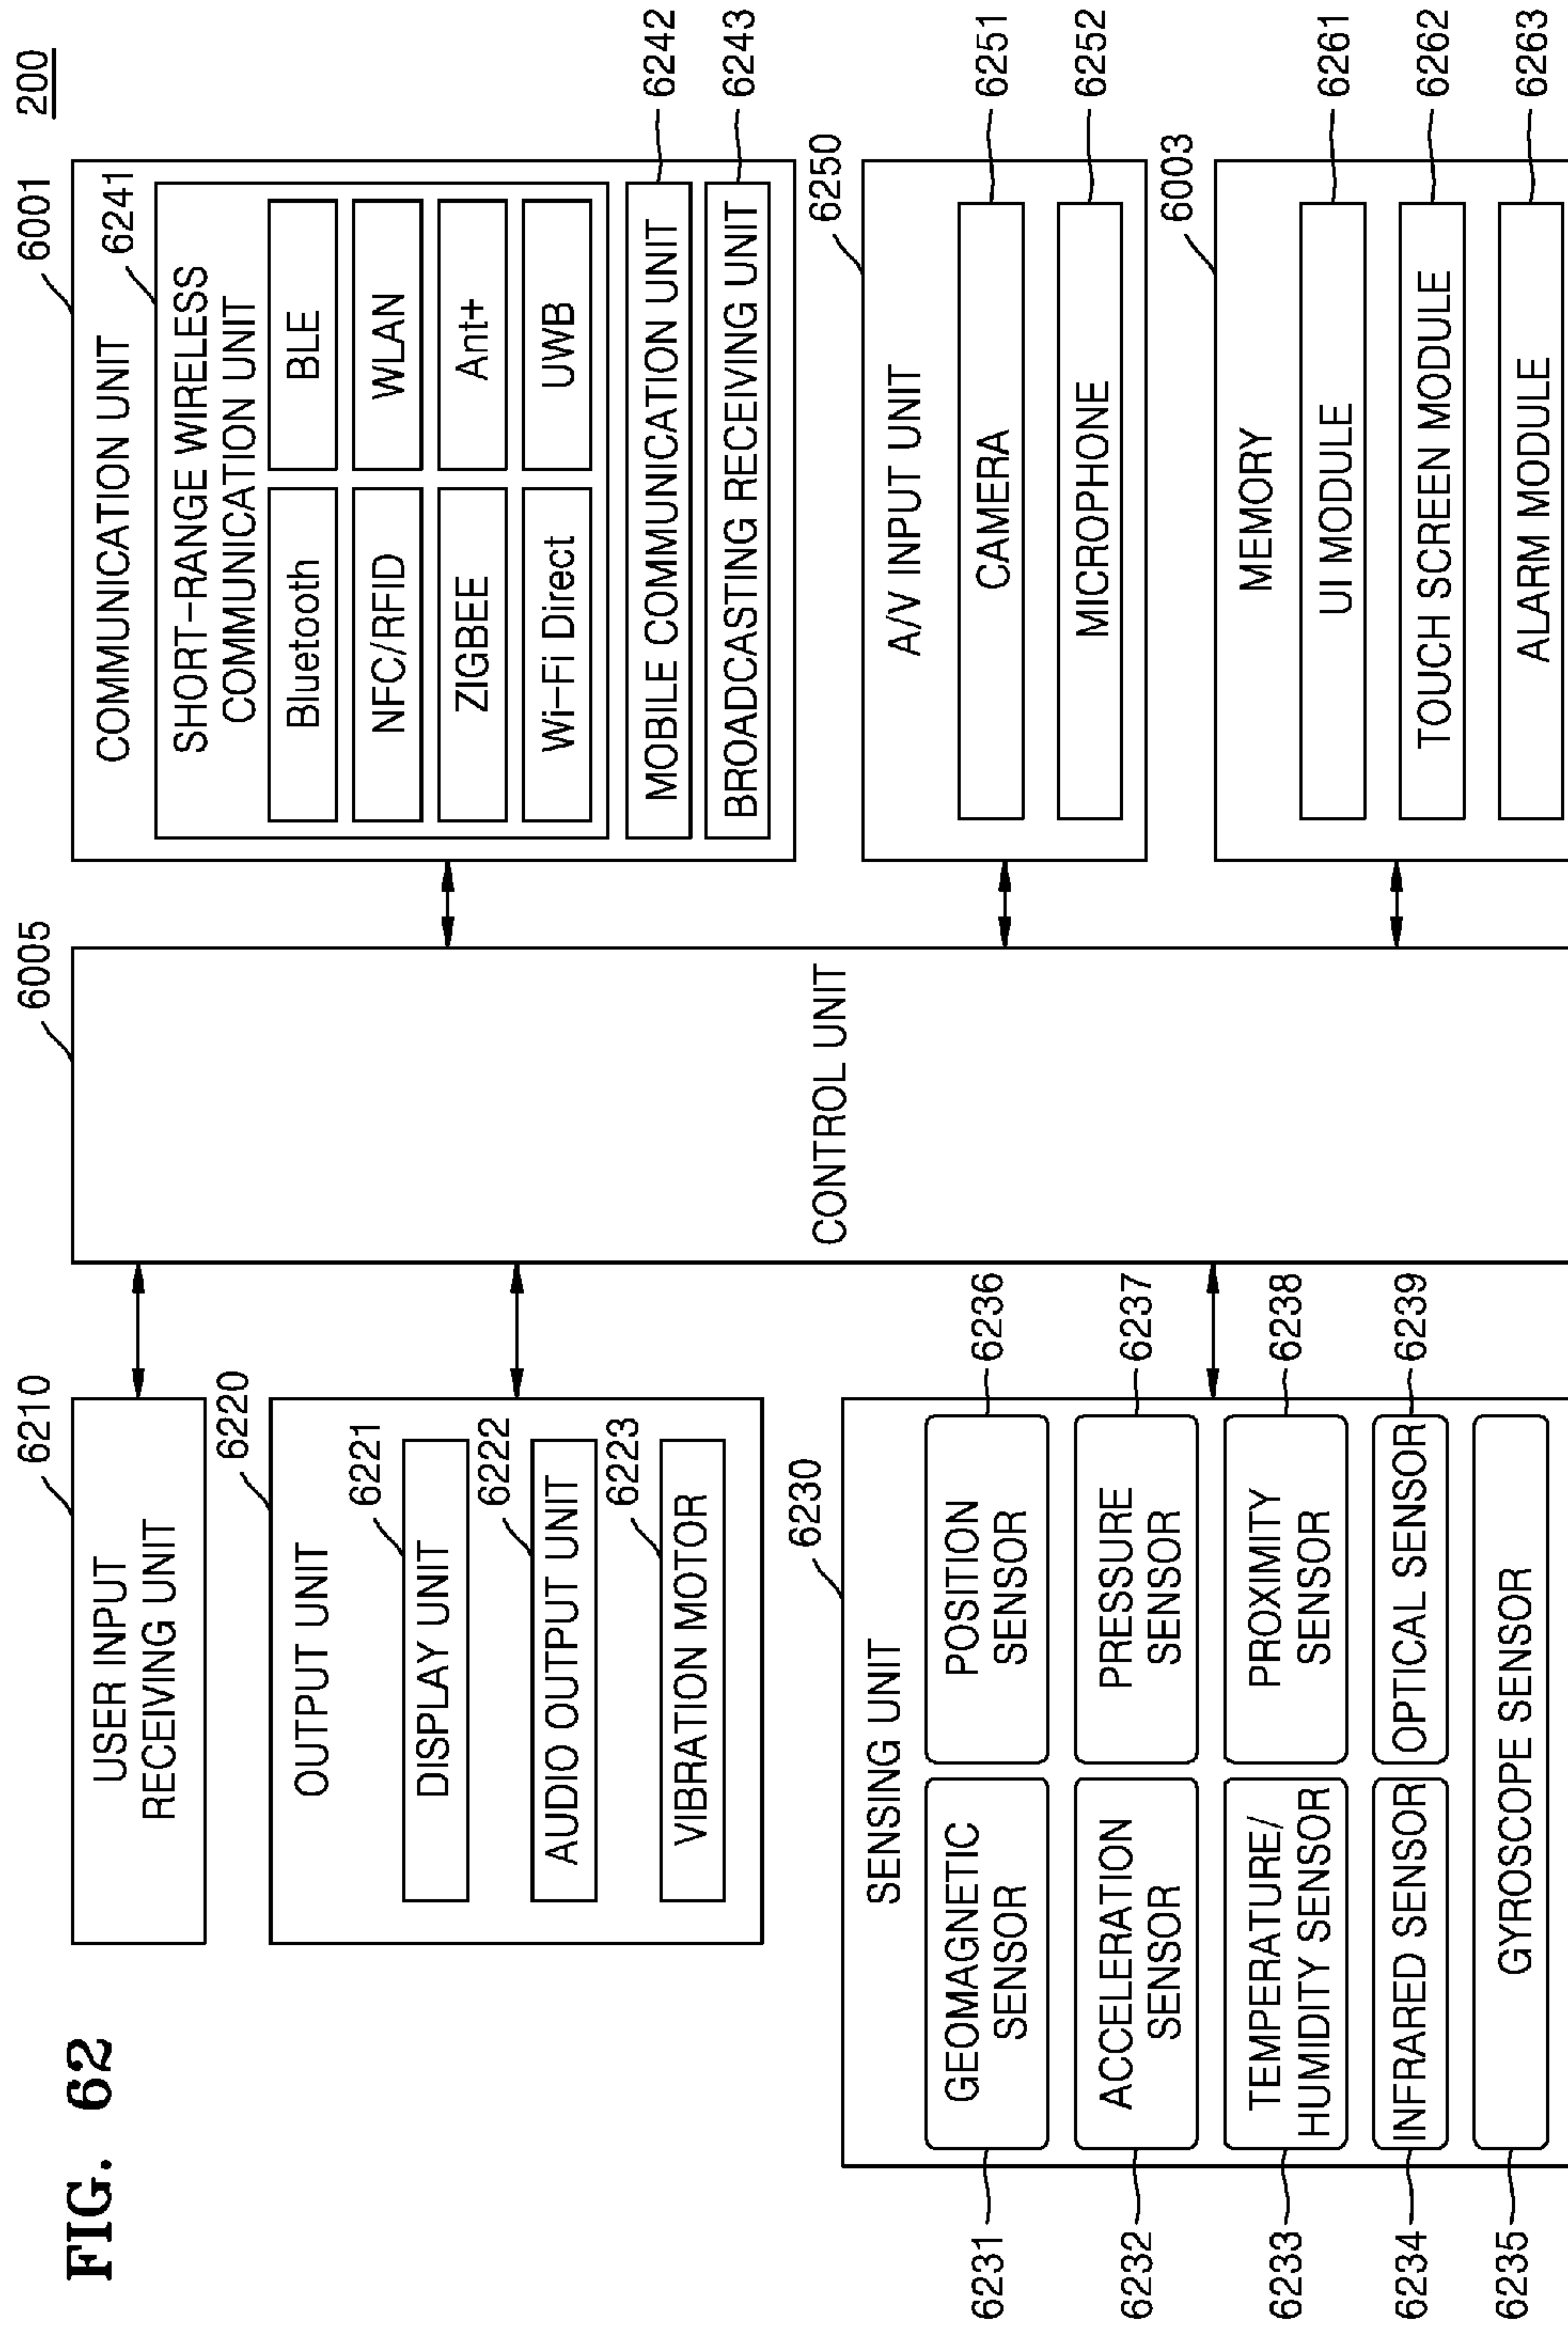 FIG. 62
200
6210
USER INPUT
RECEIVING UNIT
6220
OUTPUT UNIT
6221
DISPLAY UNIT
6222
AUDIO OUTPUT UNIT
6223
VIBRATION MOTOR
6230
SENSING UNIT
6231
GEOMAGNETIC
SENSOR
POSITION
SENSOR
6236
6232
ACCELERATION
SENSOR
PRESSURE
SENSOR
6237
6233
TEMPERATURE/
HUMIDITY SENSOR
PROXIMITY
SENSOR
6238
6234
INFRARED SENSOR
OPTICAL SENSOR
6239
6235
GYROSCOPE SENSOR
6005
CONTROL UNIT
6001
COMMUNICATION UNIT
6241
SHORT-RANGE WIRELESS
COMMUNICATION UNIT
Bluetooth
BLE
NFC/RFID
WLAN
ZIGBEE
Ant+
Wi-Fi Direct
UWB
MOBILE COMMUNICATION UNIT
6242
BROADCASTING RECEIVING UNIT
6243
6250
A/V INPUT UNIT
CAMERA
6251
MICROPHONE
6252
6003
MEMORY
UI MODULE
6261
TOUCH SCREEN MODULE
6262
ALARM MODULE
6263